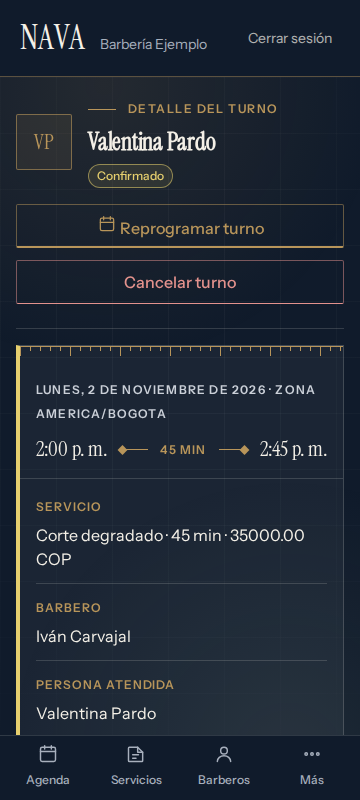 NAVA Barbería Ejemplo Cerrar sesión
DETALLE DEL TURNO
VP
Valentina Pardo
Confirmado
Reprogramar turno
Cancelar turno
LUNES, 2 DE NOVIEMBRE DE 2026 · ZONA
AMERICA/BOGOTA
2:00 p. m. 45 MIN 2:45 p. m.
SERVICIO
Corte degradado · 45 min · 35000.00
COP
BARBERO
Iván Carvajal
PERSONA ATENDIDA
Valentina Pardo
Agenda Servicios Barberos Más